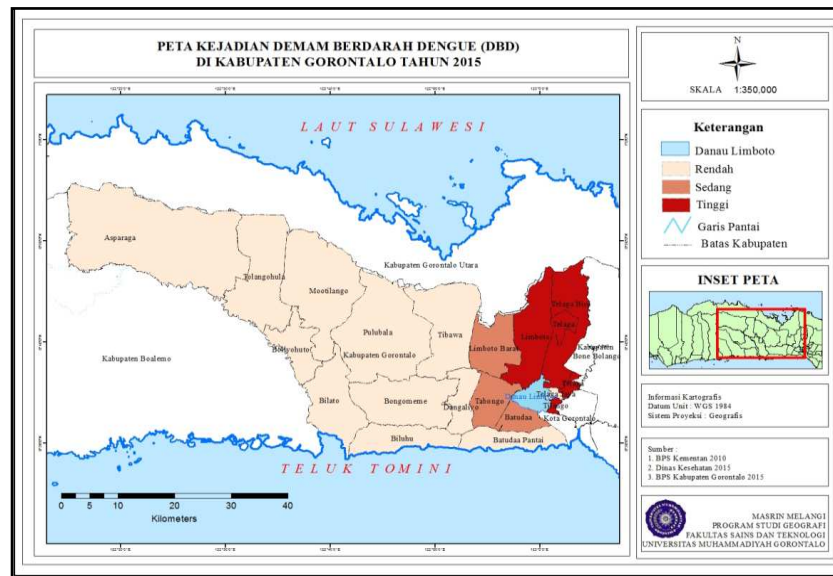 PETA KEJADIAN DEMAM BERDARAH DENGUE (DBD)
DI KABUPATEN GORONTALO TAHUN 2015
N
SKALA 1:350,000
LAUT SULAWESI
Keterangan
Danau Limboto
Rendah
Sedang
Tinggi
Garis Pantai
Batas Kabupaten
Asparaga
Tolangohula
Mootilango
Kabupaten Gorontalo Utara
Pulubala
Tibawa
Limboto Barat
Limboto
Telaga
Kabupaten
Bone Bolango
Kabupaten Boalemo
Kabupaten Gorontalo
Bilato
Bongomeme
Dungaliyo
Tabongo
Batudaa
Kota Gorontalo
Biluhu
Batudaa Pantai
TELUK TOMINI
0 5 10 20 30 40
Kilometers
INSET PETA
Informasi Kartografis
Datum Unit : WGS 1984
Sistem Proyeksi : Geografis
Sumber :
1. BPS Kementan 2010
2. Dinas Kesehatan 2015
3. BPS Kabupaten Gorontalo 2015
MASRIN MELANGI
PROGRAM STUDI GEOGRAFI
FAKULTAS SAINS DAN TEKNOLOGI
UNIVERSITAS MUHAMMADIYAH GORONTALO